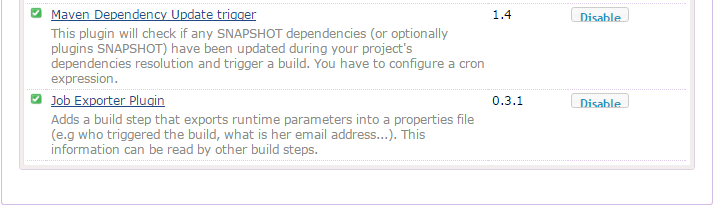 Maven Dependency Update trigger 1.4 Disable
This plugin will check if any SNAPSHOT dependencies (or optionally
plugins SNAPSHOT) have been updated during your project's
dependencies resolution and trigger a build. You have to configure a cron
expression.
Job Exporter Plugin 0.3.1 Disable
Adds a build step that exports runtime parameters into a properties file
(e.g who triggered the build, what is her email address...). This
information can be read by other build steps.